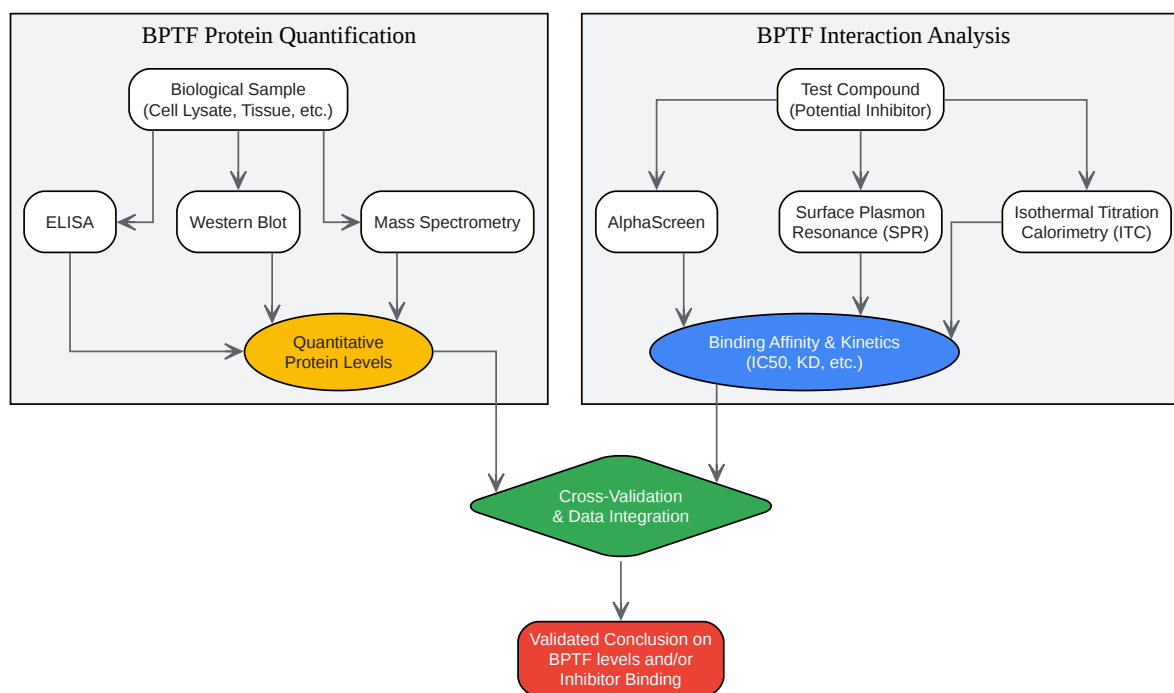 BPTF Protein Quantification
Biological Sample
(Cell Lysate, Tissue, etc.)
ELISA
Western Blot
Mass Spectrometry
Quantitative
Protein Levels
BPTF Interaction Analysis
Test Compound
(Potential Inhibitor)
AlphaScreen
Surface Plasmon
Resonance (SPR)
Isothermal Titration
Calorimetry (ITC)
Binding Affinity & Kinetics
(IC50, KD, etc.)
Cross-Validation
& Data Integration
Validated Conclusion on
BPTF levels and/or
Inhibitor Binding